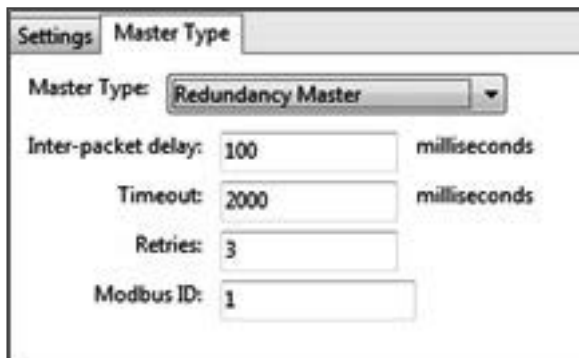 Settings Master Type
Master Type: Redundancy Master
Inter-packet delay: 100 milliseconds
Timeout: 2000 milliseconds
Retries: 3
Modbus ID: 1